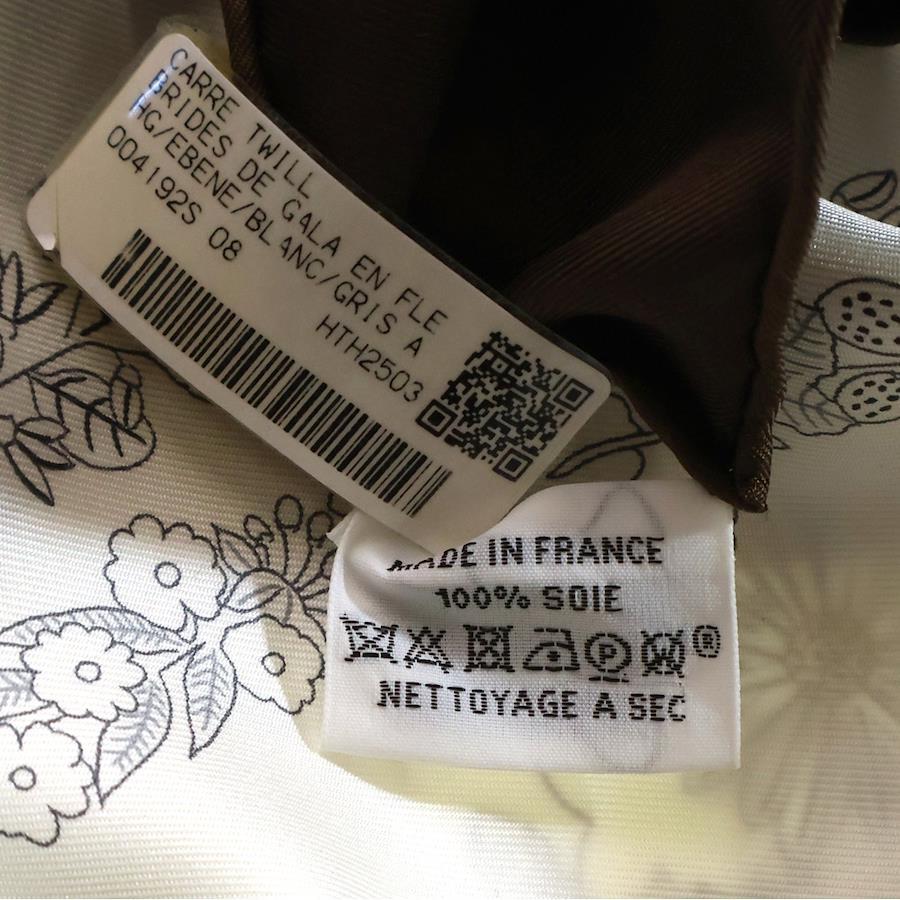 CARRE TWILL
BRIDES DE GALA EN FLE
HG/EBENE/BLANC/GRIS A
004192S 08
HTH2503
MADE IN FRANCE
100% SOIE
®
NETTOYAGE A SEC